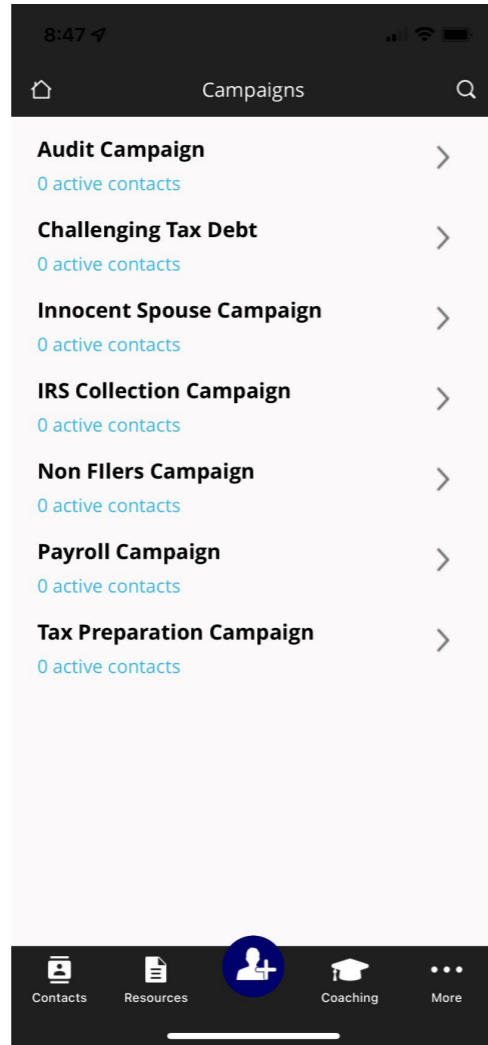 8:47
Campaigns
Audit Campaign
0 active contacts
Challenging Tax Debt
0 active contacts
Innocent Spouse Campaign
0 active contacts
IRS Collection Campaign
0 active contacts
Non FIlers Campaign
0 active contacts
Payroll Campaign
0 active contacts
Tax Preparation Campaign
0 active contacts
Contacts Resources Coaching More